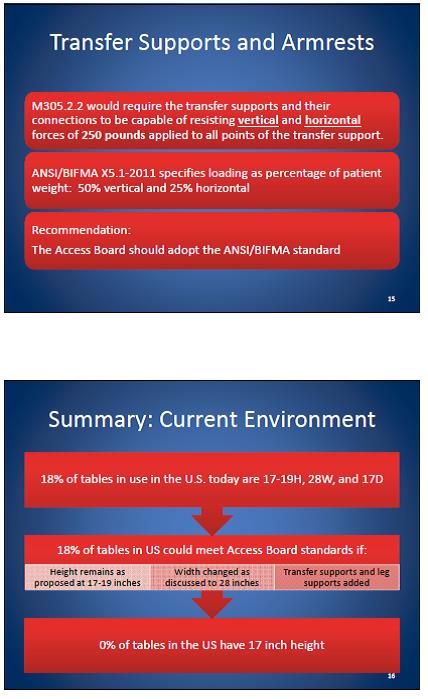 Transfer Supports and Armrests
M305.2.2 would require the transfer supports and their
connections to be capable of resisting vertical and horizontal
forces of 250 pounds applied to all points of the transfer support.
ANSI/BIFMA X5.1-2011 specifies loading as percentage of patient
weight: 50% vertical and 25% horizontal
Recommendation:
The Access Board should adopt the ANSI/BIFMA standard
15
Summary: Current Environment
18% of tables in use in the U.S. today are 17-19H, 28W, and 17D
18% of tables in US could meet Access Board standards if:
Height remains as
proposed at 17-19 inches
Width changed as
discussed to 28 inches
Transfer supports and leg
supports added
0% of tables in the US have 17 inch height
16